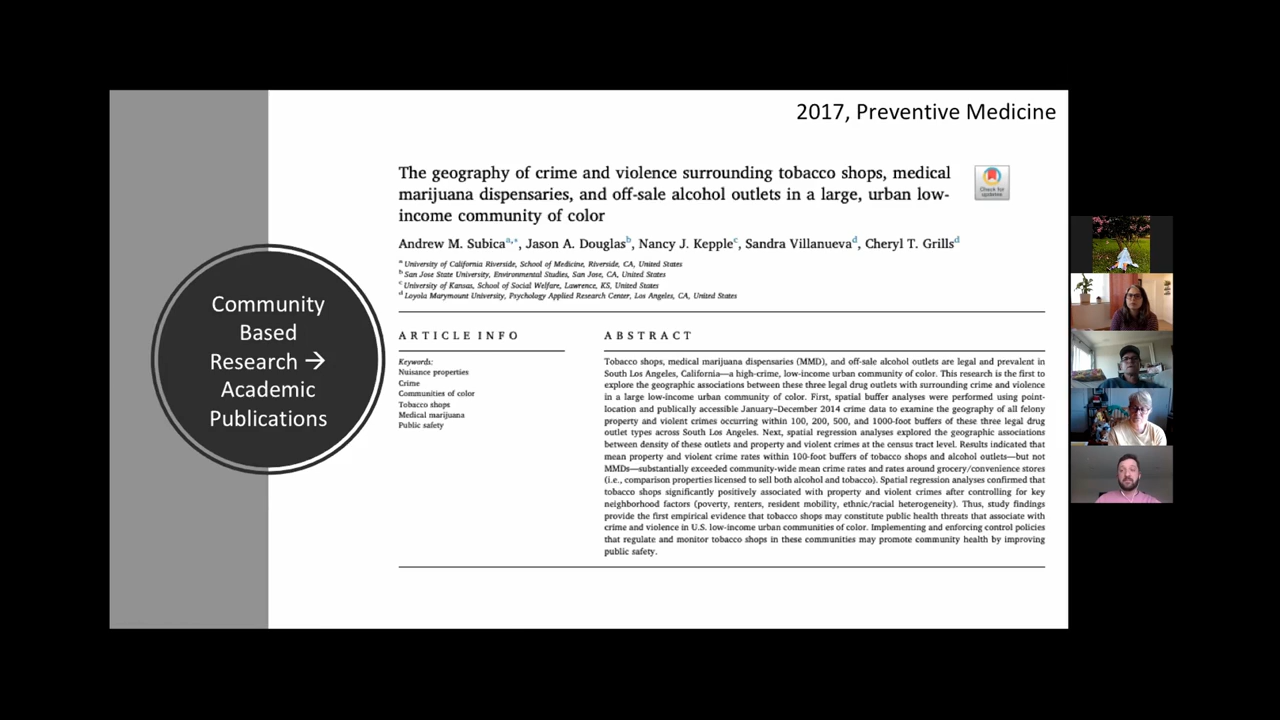 2017, Preventive Medicine
The geography of crime and violence surrounding tobacco shops, medical
marijuana dispensaries, and off-sale alcohol outlets in a large, urban low-
income community of color
Check for
updates
Andrew M. Subicaa,*, Jason A. Douglasb, Nancy J. Kepplec, Sandra Villanuevad, Cheryl T. Grillsd
a University of California Riverside, School of Medicine, Riverside, CA, United States
b San Jose State University, Environmental Studies, San Jose, CA, United States
c University of Kansas, School of Social Welfare, Lawrence, KS, United States
d Loyola Marymount University, Psychology Applied Research Center, Los Angeles, CA, United States
Community
Based
Research →
Academic
Publications
ARTICLE INFO
Keywords:
Nuisance properties
Crime
Communities of color
Tobacco shops
Medical marijuana
Public safety
ABSTRACT
Tobacco shops, medical marijuana dispensaries (MMD), and off-sale alcohol outlets are legal and prevalent in
South Los Angeles, California—a high-crime, low-income urban community of color. This research is the first to
explore the geographic associations between these three legal drug outlets with surrounding crime and violence
in a large low-income urban community of color. First, spatial buffer analyses were performed using point-
location and publically accessible January–December 2014 crime data to examine the geography of all felony
property and violent crimes occurring within 100, 200, 500, and 1000-foot buffers of these three legal drug
outlet types across South Los Angeles. Next, spatial regression analyses explored the geographic associations
between density of these outlets and property and violent crimes at the census tract level. Results indicated that
mean property and violent crime rates within 100-foot buffers of tobacco shops and alcohol outlets—but not
MMDs—substantially exceeded community-wide mean crime rates and rates around grocery/convenience stores
(i.e., comparison properties licensed to sell both alcohol and tobacco). Spatial regression analyses confirmed that
tobacco shops significantly positively associated with property and violent crimes after controlling for key
neighborhood factors (poverty, renters, resident mobility, ethnic/racial heterogeneity). Thus, study findings
provide the first empirical evidence that tobacco shops may constitute public health threats that associate with
crime and violence in U.S. low-income urban communities of color. Implementing and enforcing control policies
that regulate and monitor tobacco shops in these communities may promote community health by improving
public safety.